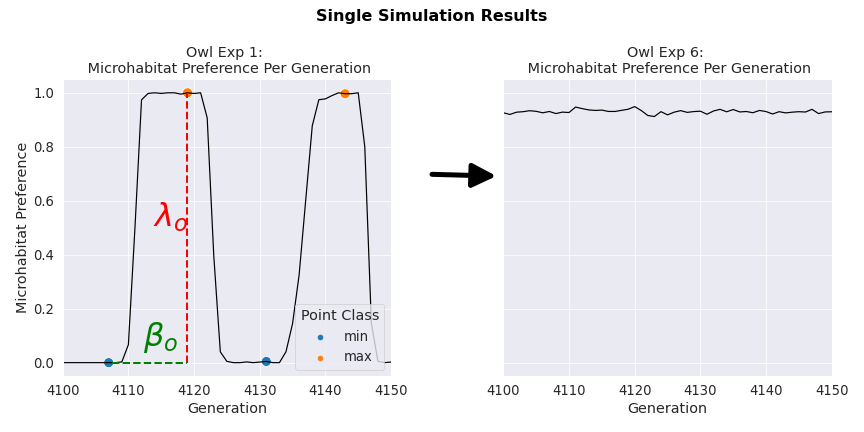 Single Simulation Results
Owl Exp 1:
Microhabitat Preference Per Generation
Microhabitat Preference
1.0
0.8
0.6
0.4
0.2
0.0
λo
βo
Point Class
min
max
4100 4110 4120 4130 4140 4150
Generation
Owl Exp 6:
Microhabitat Preference Per Generation
4100 4110 4120 4130 4140 4150
Generation